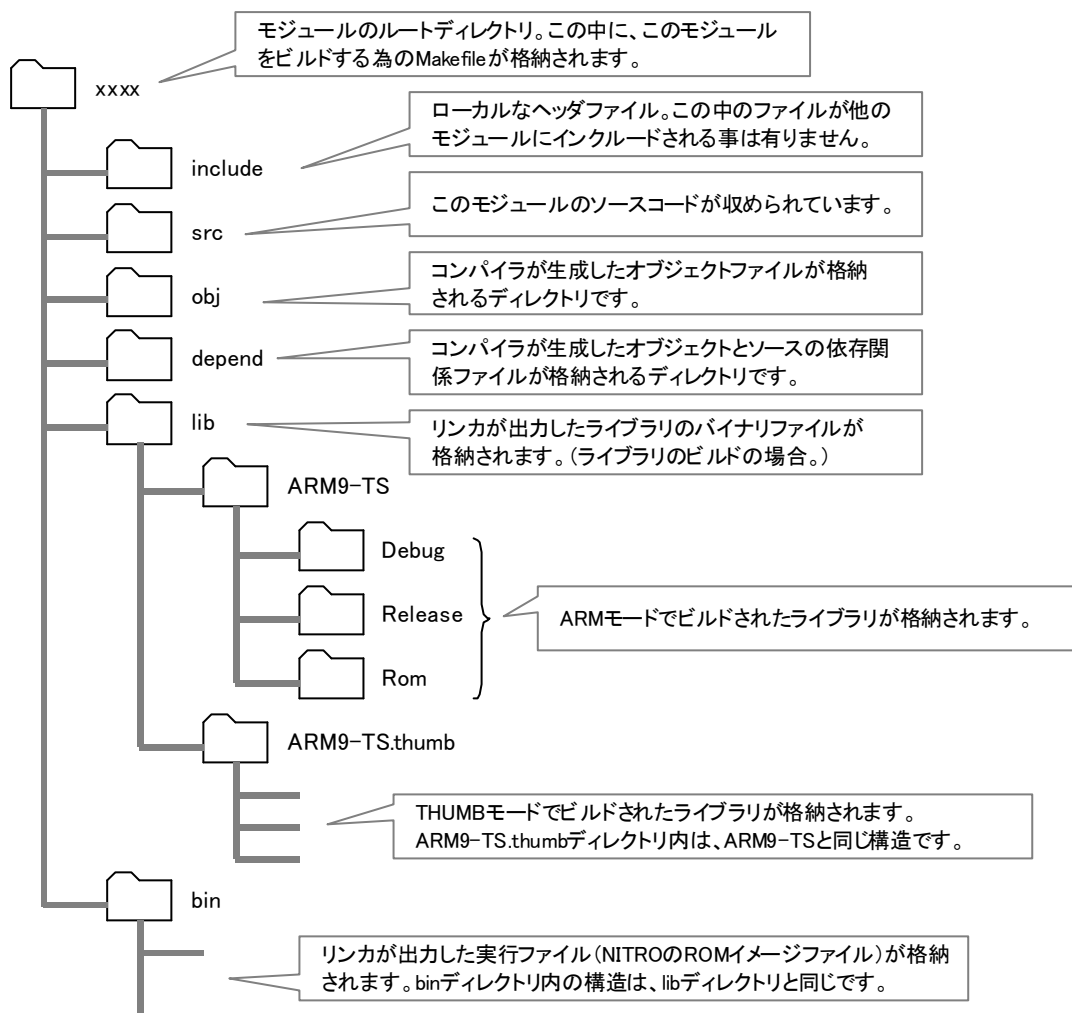 モジュールのルートディレクトリ。この中に、このモジュール
をビルドする為のMakefileが格納されます。
xxxx
ローカルなヘッダファイル。この中のファイルが他の
モジュールにインクルードされる事は有りません。
include
このモジュールのソースコードが収められています。
src
コンパイラが生成したオブジェクトファイルが格納
されるディレクトリです。
obj
コンパイラが生成したオブジェクトとソースの依存関
係ファイルが格納されるディレクトリです。
depend
リンカが出力したライブラリのバイナリファイルが
格納されます。(ライブラリのビルドの場合。)
lib
ARM9-TS
Debug
Release
ARMモードでビルドされたライブラリが格納されます。
Rom
ARM9-TS.thumb
THUMBモードでビルドされたライブラリが格納されます。
ARM9-TS.thumbディレクトリ内は、ARM9-TSと同じ構造です。
bin
リンカが出力した実行ファイル(NITROのROMイメージファイル)が格納
されます。binディレクトリ内の構造は、libディレクトリと同じです。